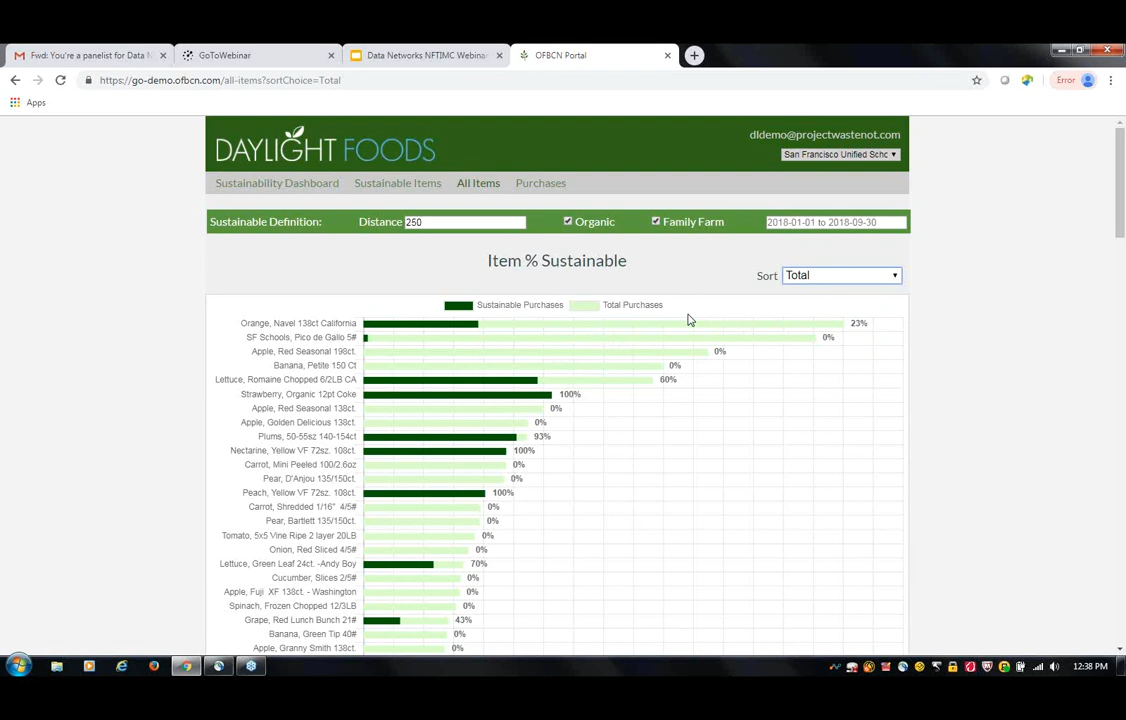 Fwd: You're a panelist for Data N
GoToWebinar
Data Networks NFTIMC Webinar
OFBCN Portal
https://go-demo.ofbcn.com/all-items?sortChoice=Total
Error
Apps
DAYLIGHT FOODS
dldemo@projectwastenot.com
San Francisco Unified Scho
Sustainability Dashboard Sustainable Items All Items Purchases
Sustainable Definition: Distance 250 Organic Family Farm 2018-01-01 to 2018-09-30
Item % Sustainable
Sort Total
Sustainable Purchases Total Purchases
Orange, Navel 138ct California 23%
SF Schools, Pico de Gallo 5# 0%
Apple, Red Seasonal 198ct. 0%
Banana, Petite 150 Ct 0%
Lettuce, Romaine Chopped 6/2LB CA 60%
Strawberry, Organic 12pt Coke 100%
Apple, Red Seasonal 138ct. 0%
Apple, Golden Delicious 138ct. 0%
Plums, 50-55sz 140-154ct 93%
Nectarine, Yellow VF 72sz. 108ct. 100%
Carrot, Mini Peeled 100/2.6oz 0%
Pear, D'Anjou 135/150ct. 0%
Peach, Yellow VF 72sz. 108ct. 100%
Carrot, Shredded 1/16" 4/5# 0%
Pear, Bartlett 135/150ct. 0%
Tomato, 5x5 Vine Ripe 2 layer 20LB 0%
Onion, Red Sliced 4/5# 0%
Lettuce, Green Leaf 24ct. -Andy Boy 70%
Cucumber, Slices 2/5# 0%
Apple, Fuji XF 138ct. - Washington 0%
Spinach, Frozen Chopped 12/3LB 0%
Grape, Red Lunch Bunch 21# 43%
Banana, Green Tip 40# 0%
Apple, Granny Smith 138ct. 0%
12:38 PM